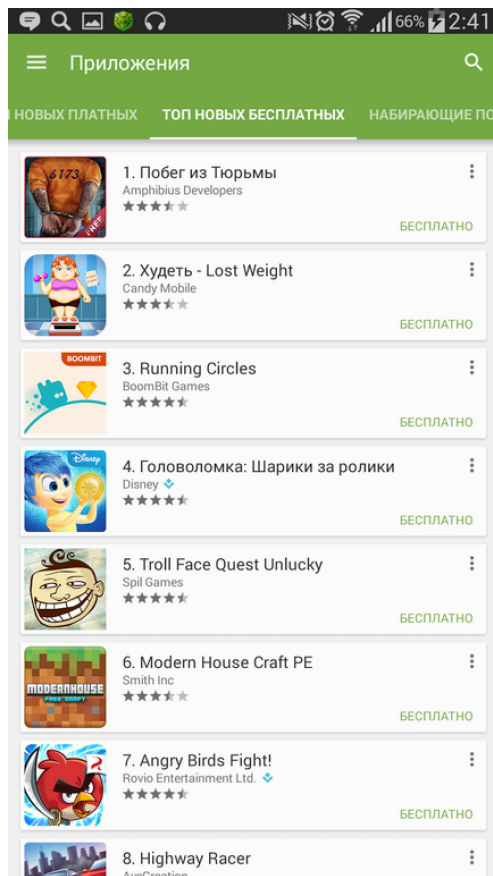 66% 2:41
Приложения
НОВЫХ ПЛАТНЫХ ТОП НОВЫХ БЕСПЛАТНЫХ НАБИРАЮЩИЕ ПО
6173
FREE
1. Побег из Тюрьмы
Amphibius Developers
БЕСПЛАТНО
2. Худеть - Lost Weight
Candy Mobile
БЕСПЛАТНО
BOOMBIT
3. Running Circles
BoomBit Games
БЕСПЛАТНО
Disney
4. Головоломка: Шарики за ролики
Disney
БЕСПЛАТНО
5. Troll Face Quest Unlucky
Spil Games
БЕСПЛАТНО
MODERNHOUSE
FREE CRAFT
6. Modern House Craft PE
Smith Inc
БЕСПЛАТНО
7. Angry Birds Fight!
Rovio Entertainment Ltd.
БЕСПЛАТНО
8. Highway Racer
AveCreation